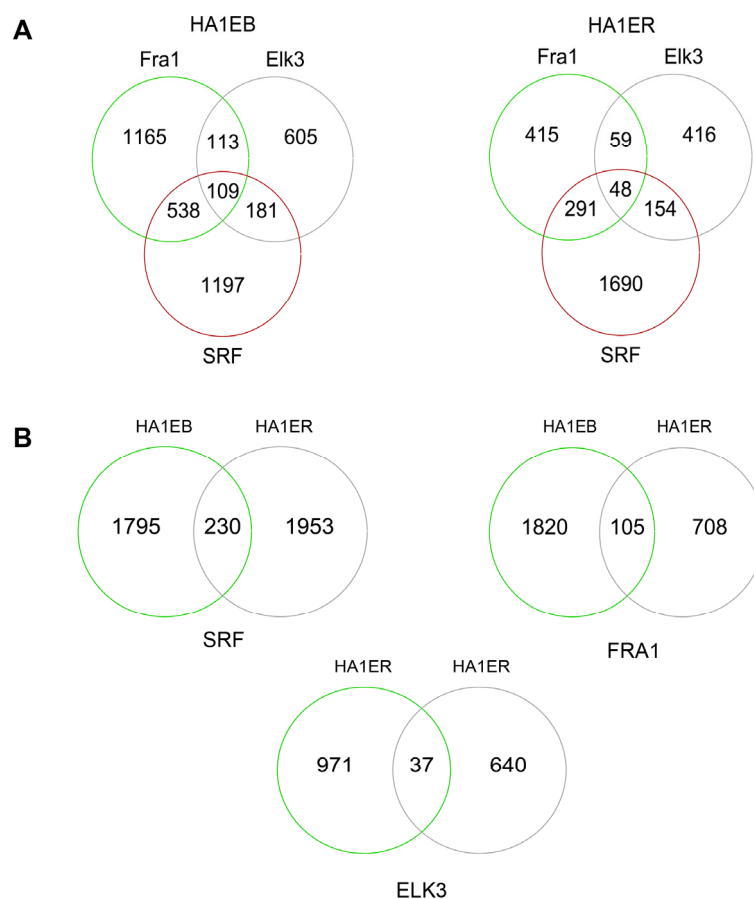 A
HA1EB
HA1ER
Fra1
Elk3
Fra1
Elk3
1165
113
605
415
59
416
109
48
538
181
291
154
1197
1690
SRF
SRF
B
HA1EB
HA1ER
HA1EB
HA1ER
1795
230
1953
1820
105
708
SRF
FRA1
HA1ER
HA1ER
971
37
640
ELK3